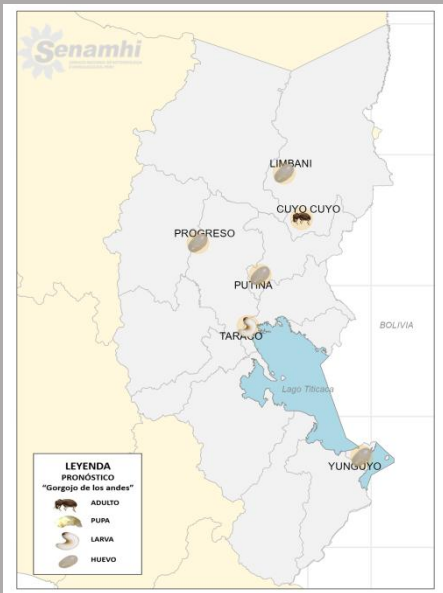 Senamhi
LIMBANI
CUYO CUYO
PROGRESO
PUTINA
TARACO
BOLIVIA
Lago Titicaca
YUNGUYO
LEYENDA
PRONÓSTICO
"Gorgojo de los andes"
ADULTO
PUPA
LARVA
HUEVO